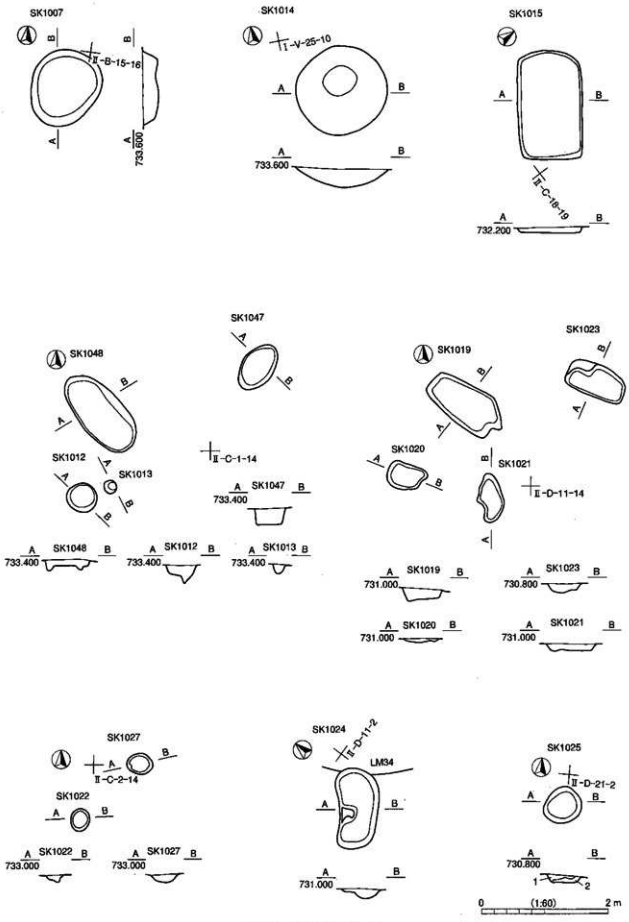 SK1007
B
II-B-15-16
A
A
733.600
B
SK1014
I-V-25-10
A
B
A
733.600
B
SK1015
A
B
II-C-18-19
A
732.200
B
SK1048
A
B
SK1047
A
B
SK1012
A
B
SK1013
A
B
II-C-1-14
A
733.400
SK1047
B
A
733.400
SK1048
B
A
733.400
SK1012
B
A
733.400
SK1013
B
SK1019
B
A
SK1023
B
A
SK1020
A
B
SK1021
B
A
II-D-11-14
A
731.000
SK1019
B
A
730.800
SK1023
B
A
731.000
SK1020
B
A
731.000
SK1021
B
SK1027
A
B
II-C-2-14
SK1022
A
B
A
733.000
SK1022
B
A
733.000
SK1027
B
SK1024
II-D-11-2
LM34
A
B
A
731.000
B
SK1025
II-D-21-2
A
B
A
730.800
B
1
2
0
(1:60)
2 m